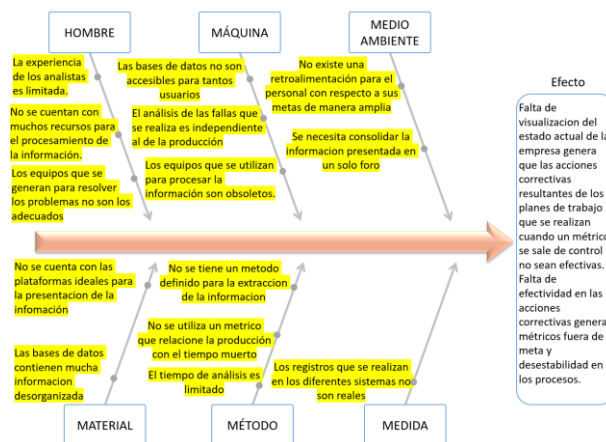 HOMBRE
MÁQUINA
MEDIO
AMBIENTE
La experiencia
de los analistas
es limitada.
No se cuentan con
muchos recursos para
el procesamiento de
la información.
Los equipos que se
generan para resolver
los problemas no son los
adecuados
Las bases de datos no son
accesibles para tantos
usuarios
El análisis de las fallas que
se realiza es independiente
al de la producción
Los equipos que se utilizan
para procesar la
información son obsoletos.
No existe una
retroalimentación para el
personal con respecto a sus
metas de manera amplia
Se necesita consolidar la
informacion presentada en
un solo foro
Efecto
Falta de
visualizacion del
estado actual de la
empresa genera
que las acciones
correctivas
resultantes de los
planes de trabajo
que se realizan
cuando un métrico
se sale de control
no sean efectivas.
Falta de
efectividad en las
acciones
correctivas genera
métricos fuera de
meta y
desestabilidad en
los procesos.
No se cuenta con las
plataformas ideales para
la presentacion de la
infomación
Las bases de datos
contienen mucha
informacion
desorganizada
No se tiene un metodo
definido para la extraccion
de la informacion
No se utiliza un metrico
que relacione la producción
con el tiempo muerto
El tiempo de análisis es
limitado
Los registros que se realizan
en los diferentes sistemas no
son reales
MATERIAL
MÉTODO
MEDIDA